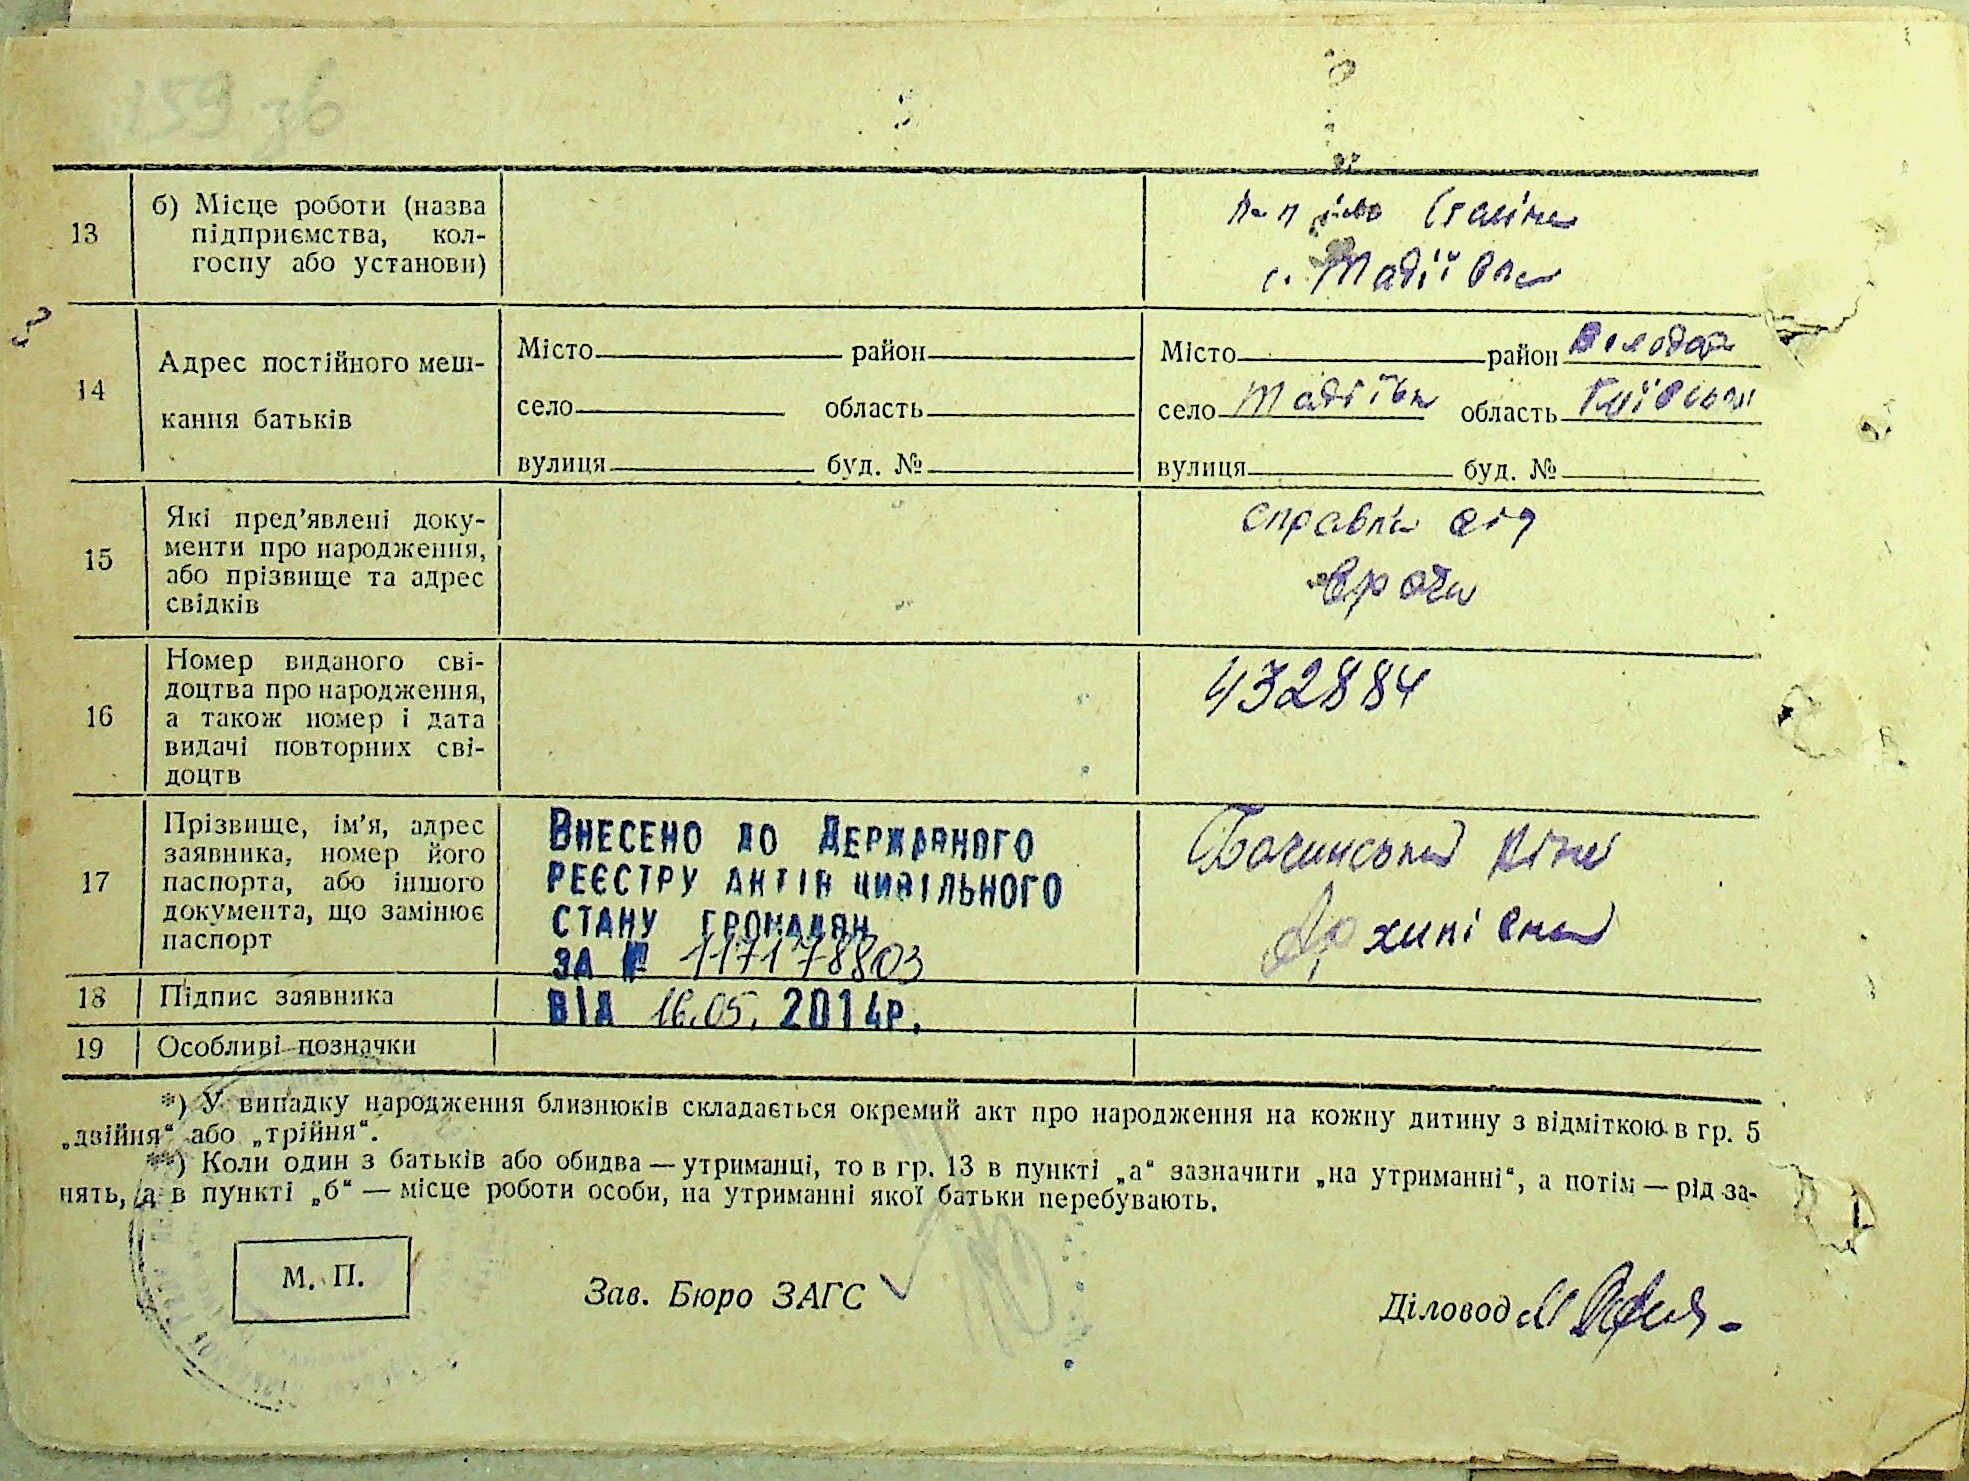 159 зв
13
б) Місце роботи (назва
підприємства, кол-
госпу або установи)
Сталіна
с. Тадіївка
14
Адрес постійного меш-
кання батьків
Місто район
село область
вулиця буд. №
Місто район Володар
село Тадіївка область Київська
вулиця буд. №
15
Які пред'явлені доку-
менти про народження,
або прізвище та адрес
свідків
справка від
врача
16
Номер виданого сві-
доцтва про народження,
а також номер і дата
видачі повторних сві-
доцтв
432884
17
Прізвище, ім'я, адрес
заявника, номер його
паспорта, або іншого
документа, що замінює
паспорт
ВНЕСЕНО ДО ДЕРЖАВНОГО
РЕЄСТРУ АКТІВ ЦИВІЛЬНОГО
СТАНУ ГРОМАДЯН
ЗА № 117178803
ВІД 16.05. 2014р.
Бачинська
Архипівна
18
Підпис заявника
19
Особливі позначки
*) У випадку народження близнюків складається окремий акт про народження на кожну дитину з відміткою в гр. 5
„двійня“ або „трійня“.
**) Коли один з батьків або обидва — утриманці, то в гр. 13 в пункті „а“ зазначити „на утриманні“, а потім — рід за-
нять, а в пункті „б“ — місце роботи особи, на утриманні якої батьки перебувають.
М. П.
Зав. Бюро ЗАГС
Діловод